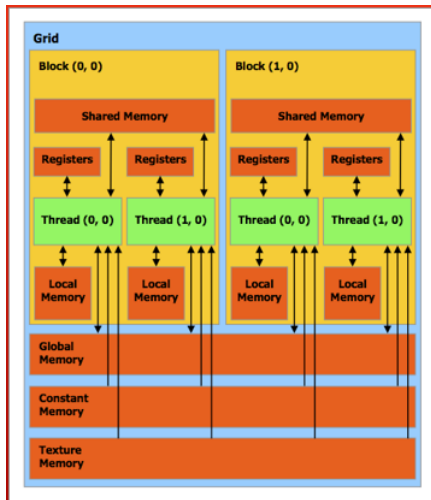 Grid
Block (0, 0)
Block (1, 0)
Shared Memory
Shared Memory
Registers
Registers
Registers
Registers
Thread (0, 0)
Thread (1, 0)
Thread (0, 0)
Thread (1, 0)
Local
Memory
Local
Memory
Local
Memory
Local
Memory
Global
Memory
Constant
Memory
Texture
Memory